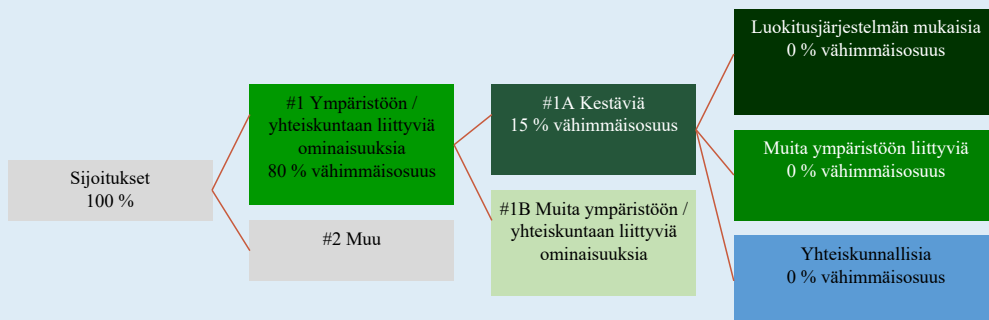 Sijoitukset
100 %
#1 Ympäristöön /
yhteiskuntaan liittyviä
ominaisuuksia
80 % vähimmäisosuus
#2 Muu
#1A Kestäviä
15 % vähimmäisosuus
#1B Muita ympäristöön /
yhteiskuntaan liittyviä
ominaisuuksia
Luokitusjärjestelmän mukaisia
0 % vähimmäisosuus
Muita ympäristöön liittyviä
0 % vähimmäisosuus
Yhteiskunnallisia
0 % vähimmäisosuus